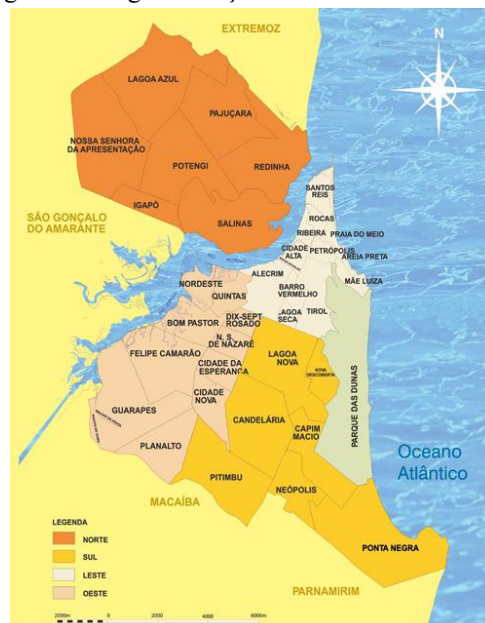 EXTREMOZ
N
LAGOA AZUL
PAJUÇARA
NOSSA SENHORA
DA APRESENTAÇÃO
POTENGI
REDINHA
IGAPÓ
SALINAS
SÃO GONÇALO
DO AMARANTE
SANTOS
REIS
ROCAS
RIBEIRA
PRAIA DO MEIO
CIDADE
ALTA
PETRÓPOLIS
AREIA PRETA
ALECRIM
MÃE LUIZA
NORDESTE
BARRO
VERMELHO
QUINTAS
LAGOA
SECA
TIROL
BOM PASTOR
DIX-SEPT
ROSADO
N. S.
DE NAZARÉ
FELIPE CAMARÃO
CIDADE DA
ESPERANÇA
LAGOA
NOVA
NOVA
DESCOBERTA
CIDADE
NOVA
GUARAPES
PARQUE DAS DUNAS
CANDELÁRIA
CAPIM
MACIO
PLANALTO
Oceano
Atlântico
PITIMBU
NEÓPOLIS
MACAÍBA
PONTA NEGRA
LEGENDA
NORTE
SUL
LESTE
OESTE
PARNAMIRIM
2000m
0
2000
4000
6000m